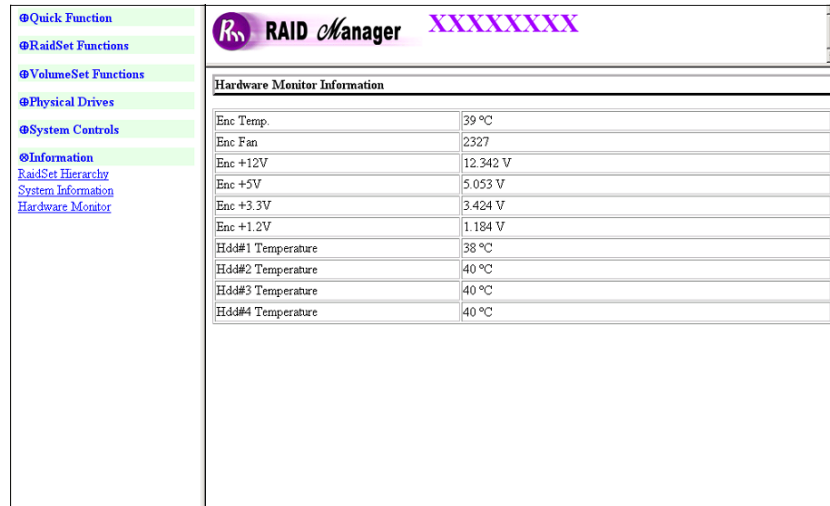 ⊕Quick Function
⊕RaidSet Functions
⊕VolumeSet Functions
⊕Physical Drives
⊕System Controls
⊗Information
RaidSet Hierarchy
System Information
Hardware Monitor
Rm RAID Manager XXXXXXXX
Hardware Monitor Information
Enc Temp. 39 ºC
Enc Fan 2327
Enc +12V 12.342 V
Enc +5V 5.053 V
Enc +3.3V 3.424 V
Enc +1.2V 1.184 V
Hdd#1 Temperature 38 ºC
Hdd#2 Temperature 40 ºC
Hdd#3 Temperature 40 ºC
Hdd#4 Temperature 40 ºC